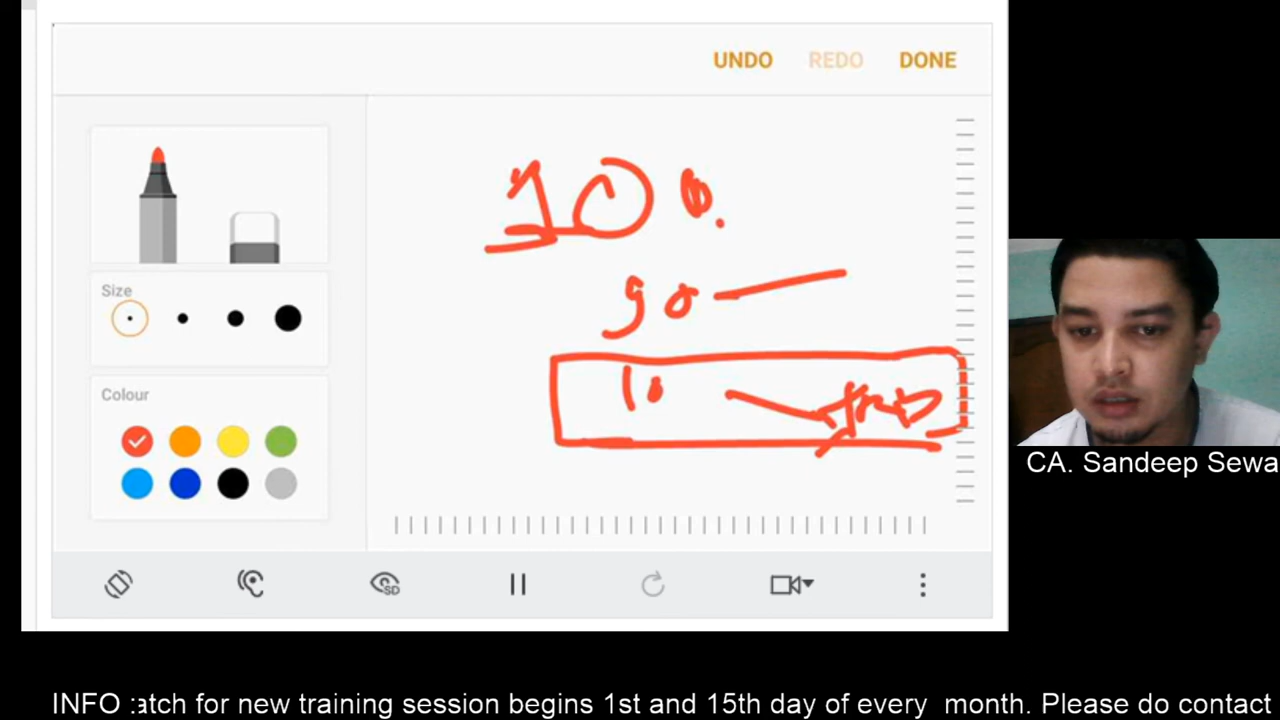 UNDO REDO DONE
100
90
Size
10
Colour
SD
CA. Sandeep Sewa
INFO :atch for new training session begins 1st and 15th day of every month. Please do contact